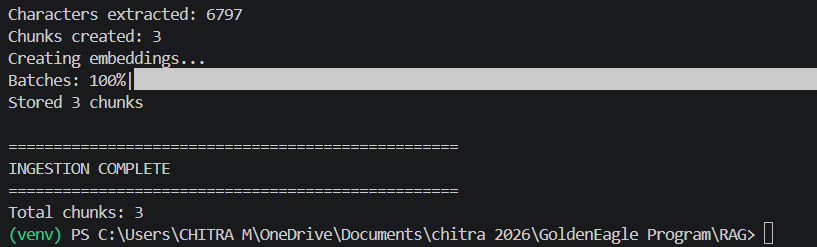 Characters extracted: 6797
Chunks created: 3
Creating embeddings...
Batches: 100%|
Stored 3 chunks
==================================================
INGESTION COMPLETE
==================================================
Total chunks: 3
(venv) PS C:\Users\CHITRA M\OneDrive\Documents\chitra 2026\GoldenEagle Program\RAG>